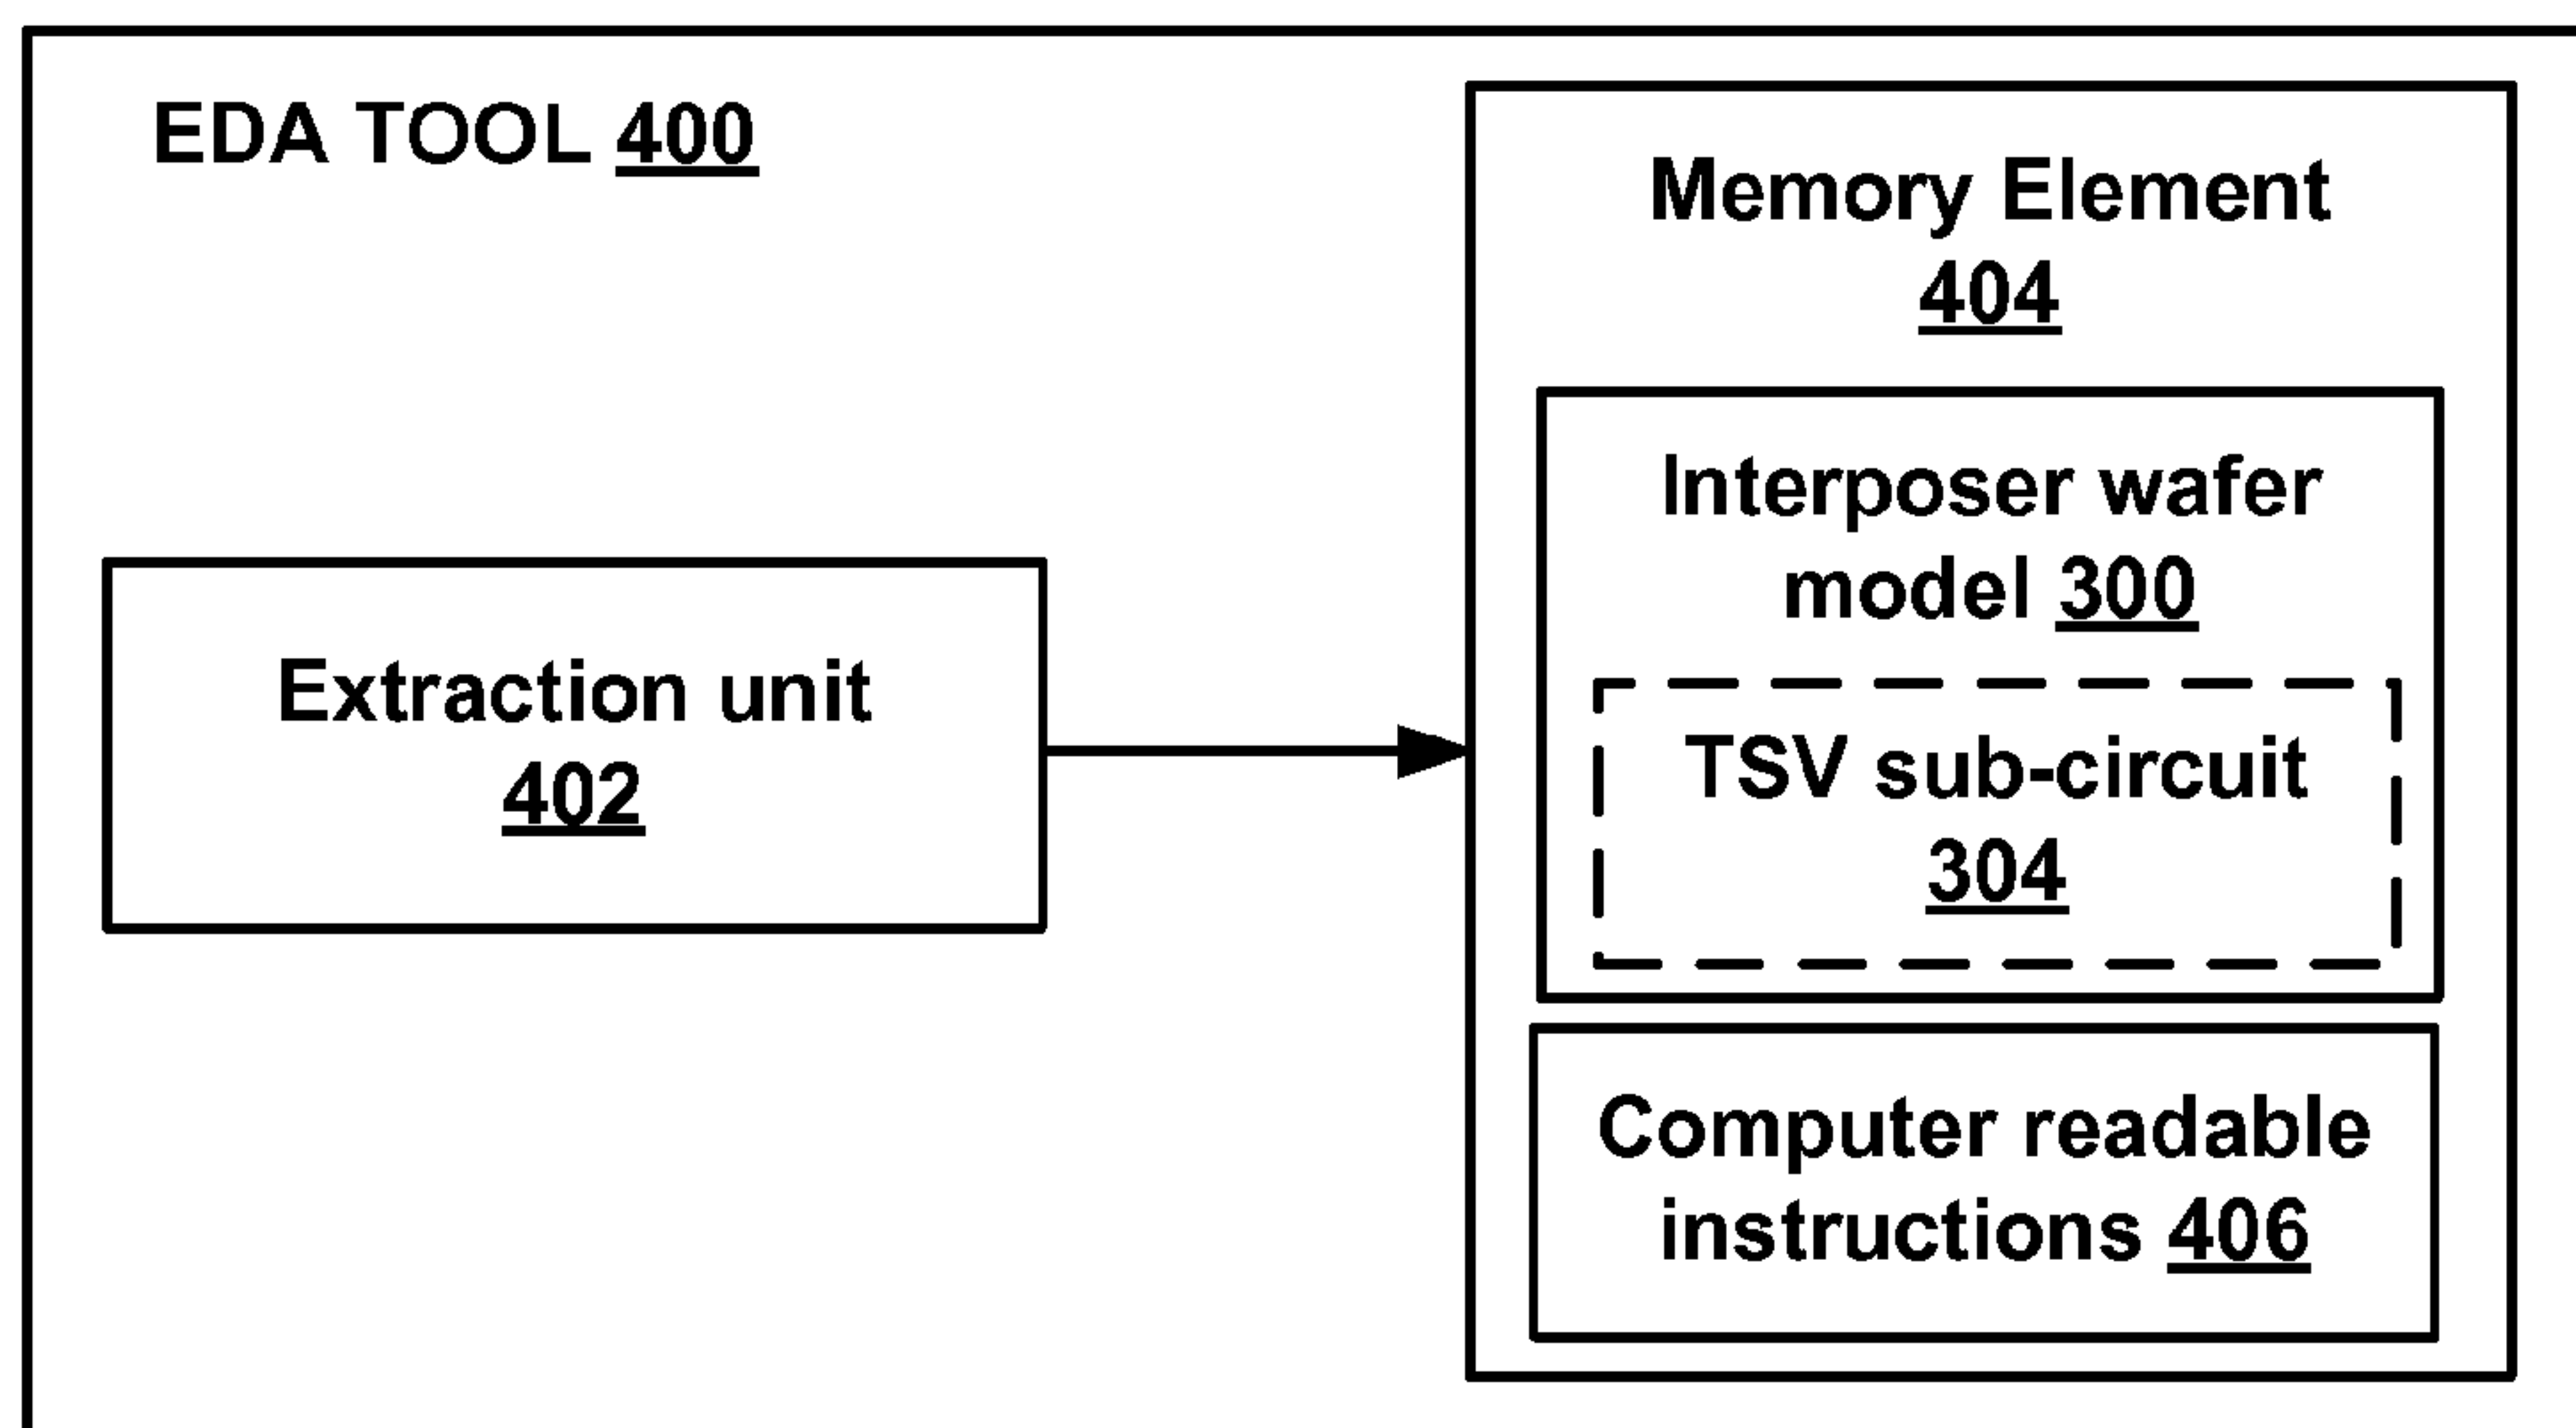 EDA TOOL 400
Memory Element
404
Interposer wafer
model 300
Extraction unit
402
TSV sub-circuit
304
Computer readable
instructions 406